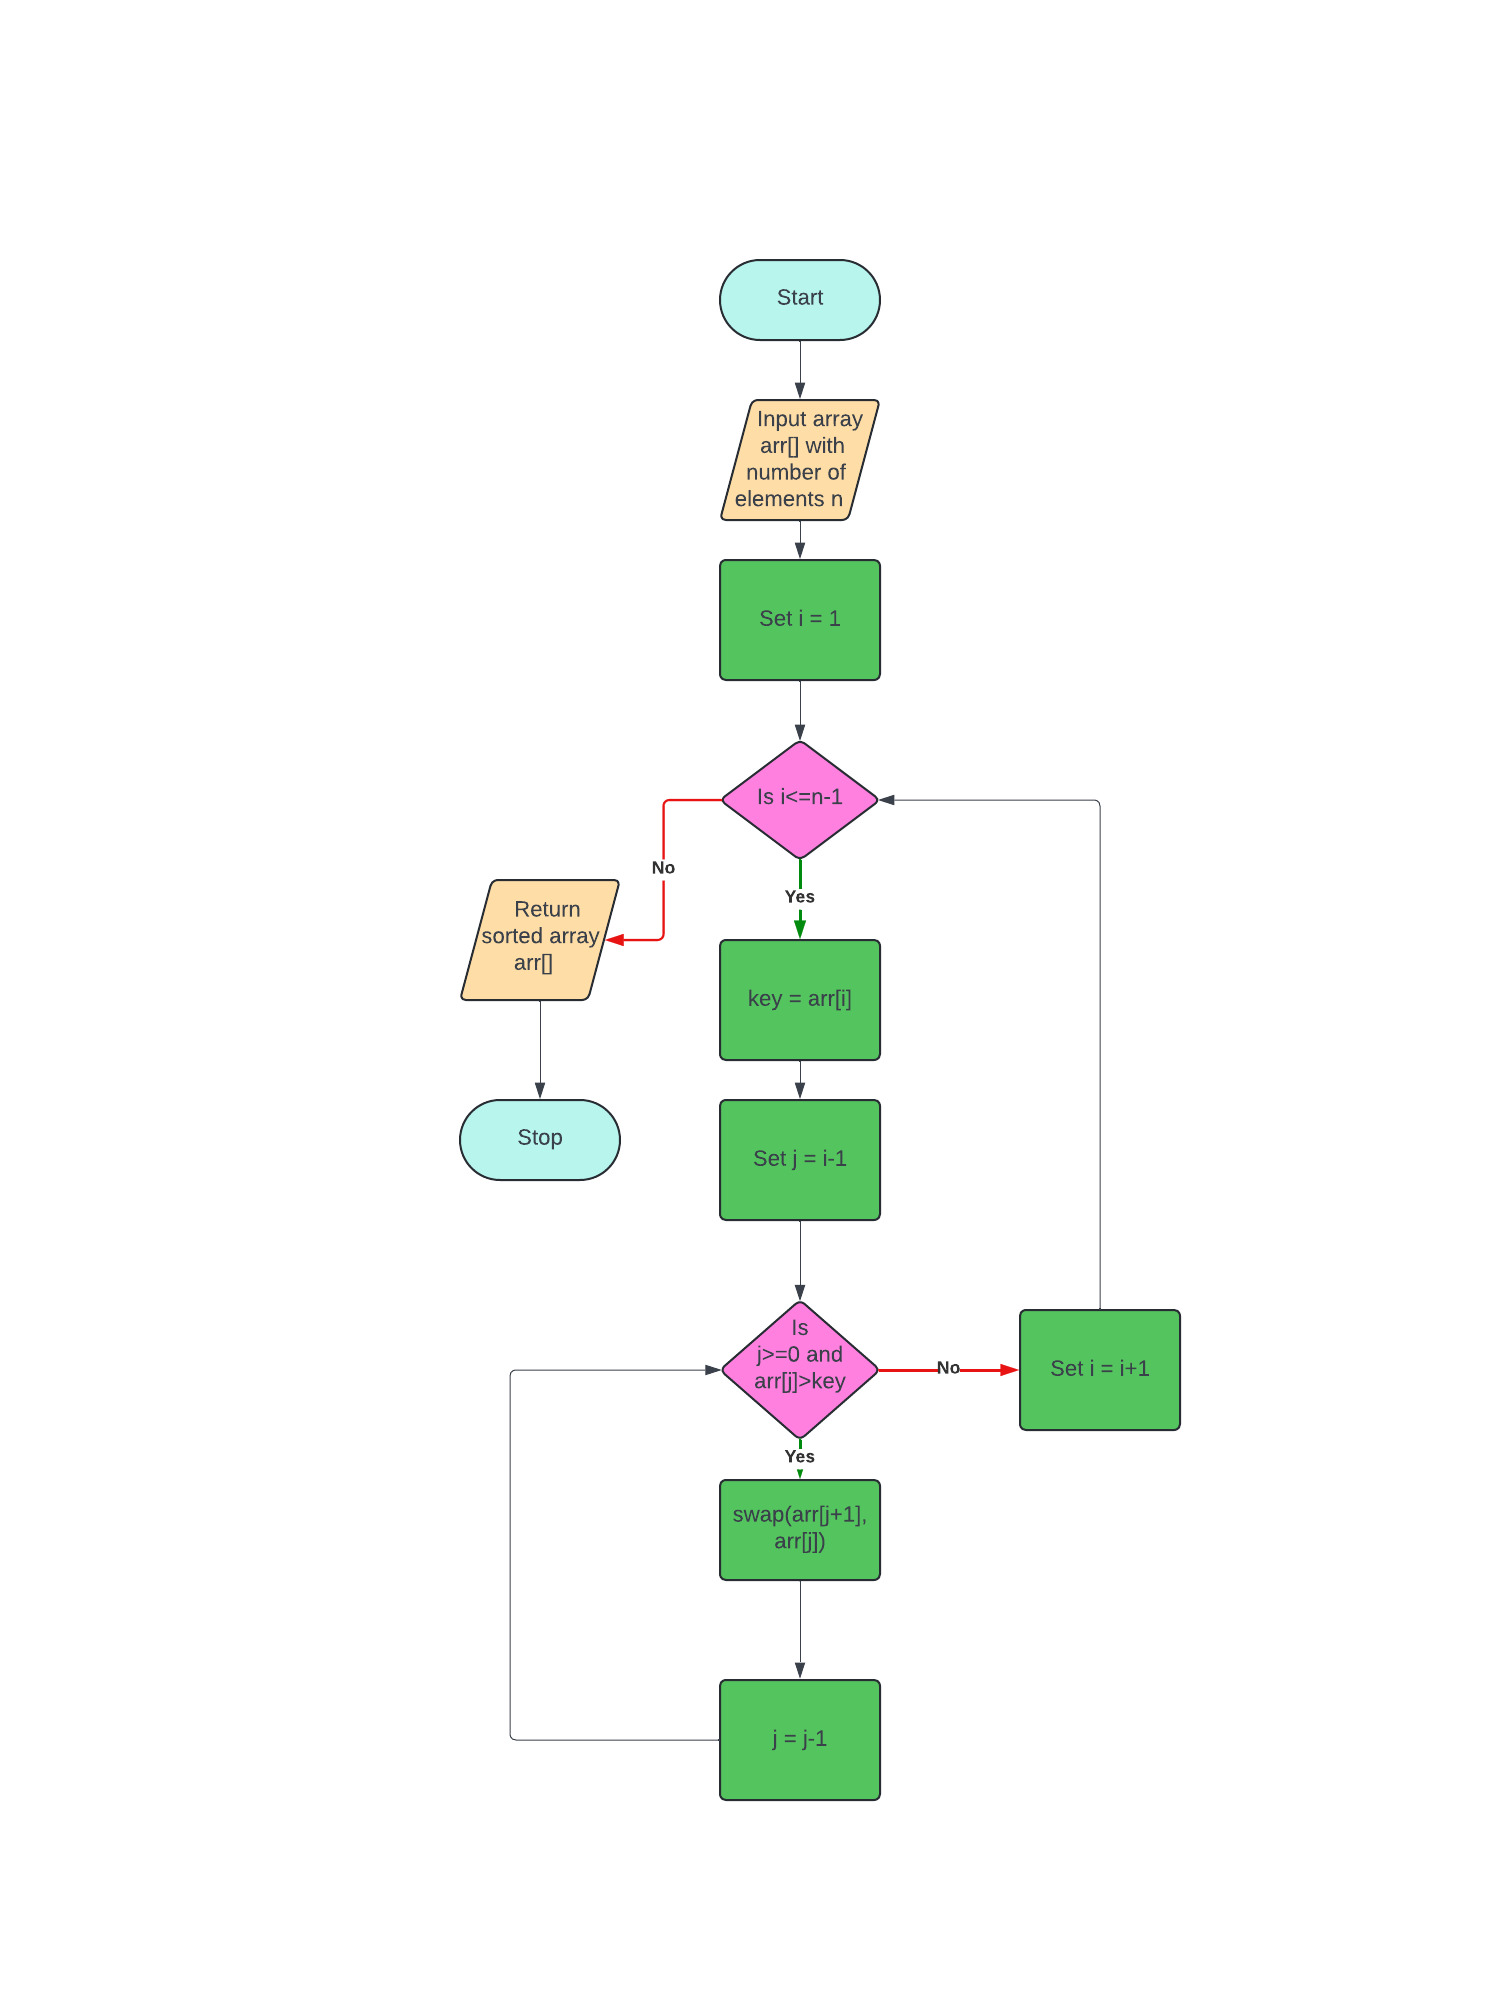 Start
Input array
arr[] with
number of
elements n
Set i = 1
Is i<=n-1
No
Yes
Return
sorted array
arr[]
key = arr[i]
Stop
Set j = i-1
Is
j>=0 and
arr[j]>key
No
Set i = i+1
Yes
swap(arr[j+1],
arr[j])
j = j-1